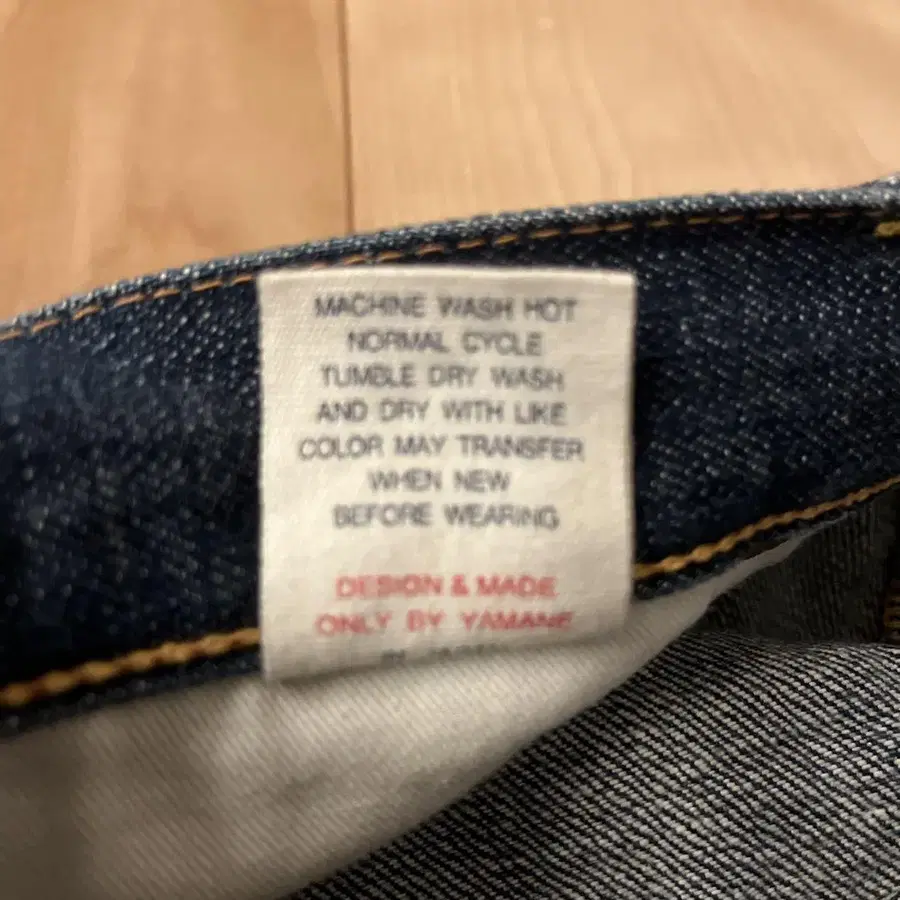 MACHINE WASH HOT
NORMAL CYCLE
TUMBLE DRY WASH
AND DRY WITH LIKE
COLOR MAY TRANSFER
WHEN NEW
BEFORE WEARING
DESIGN & MADE
ONLY BY YAMANE